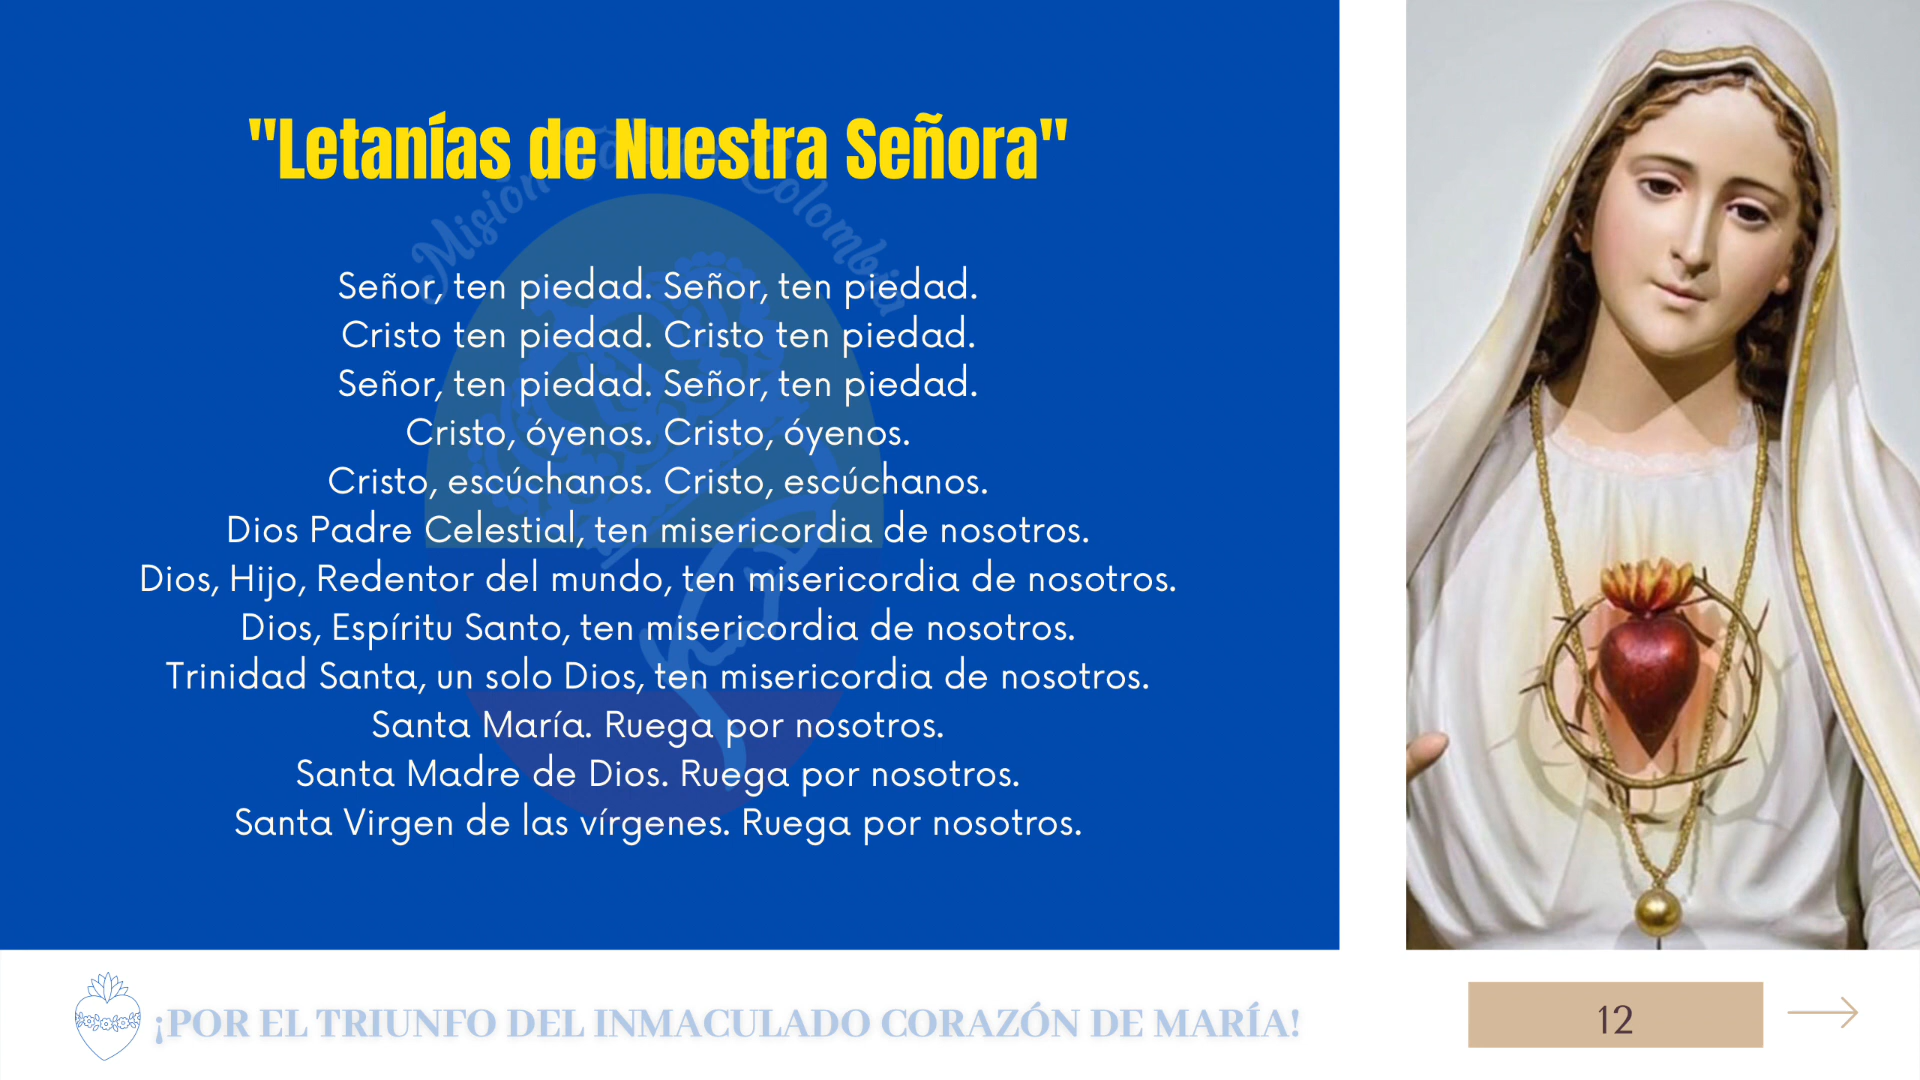 "Letanías de Nuestra Señora"
Misión Colombia
Señor, ten piedad. Señor, ten piedad.
Cristo ten piedad. Cristo ten piedad.
Señor, ten piedad. Señor, ten piedad.
Cristo, óyenos. Cristo, óyenos.
Cristo, escúchanos. Cristo, escúchanos.
Dios Padre Celestial, ten misericordia de nosotros.
Dios, Hijo, Redentor del mundo, ten misericordia de nosotros.
Dios, Espíritu Santo, ten misericordia de nosotros.
Trinidad Santa, un solo Dios, ten misericordia de nosotros.
Santa María. Ruega por nosotros.
Santa Madre de Dios. Ruega por nosotros.
Santa Virgen de las vírgenes. Ruega por nosotros.
¡POR EL TRIUNFO DEL INMACULADO CORAZÓN DE MARÍA!
12